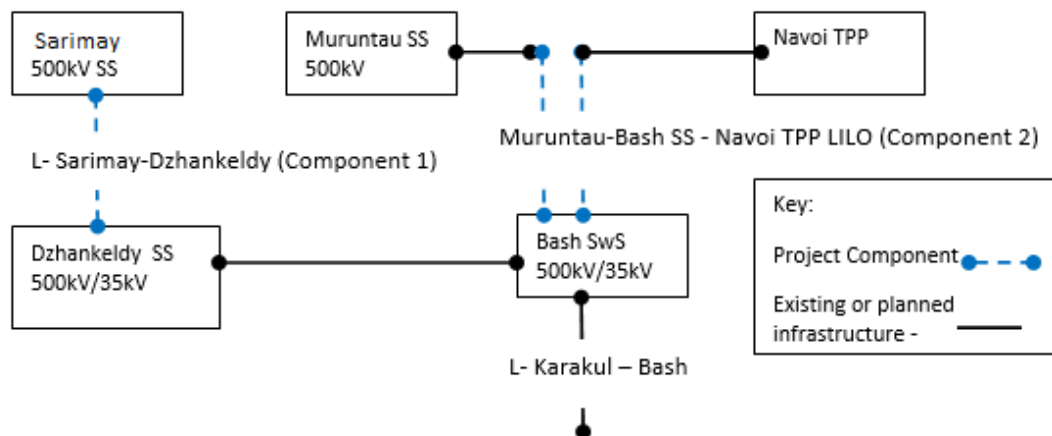 Sarimay
500kV SS
Muruntau SS
500kV
Navoi TPP
L- Sarimay-Dzhankeldy (Component 1)
Muruntau-Bash SS - Navoi TPP LILO (Component 2)
Dzhankeldy SS
500kV/35kV
Bash SwS
500kV/35kV
Key:
Project Component
Existing or planned
infrastructure -
L- Karakul – Bash